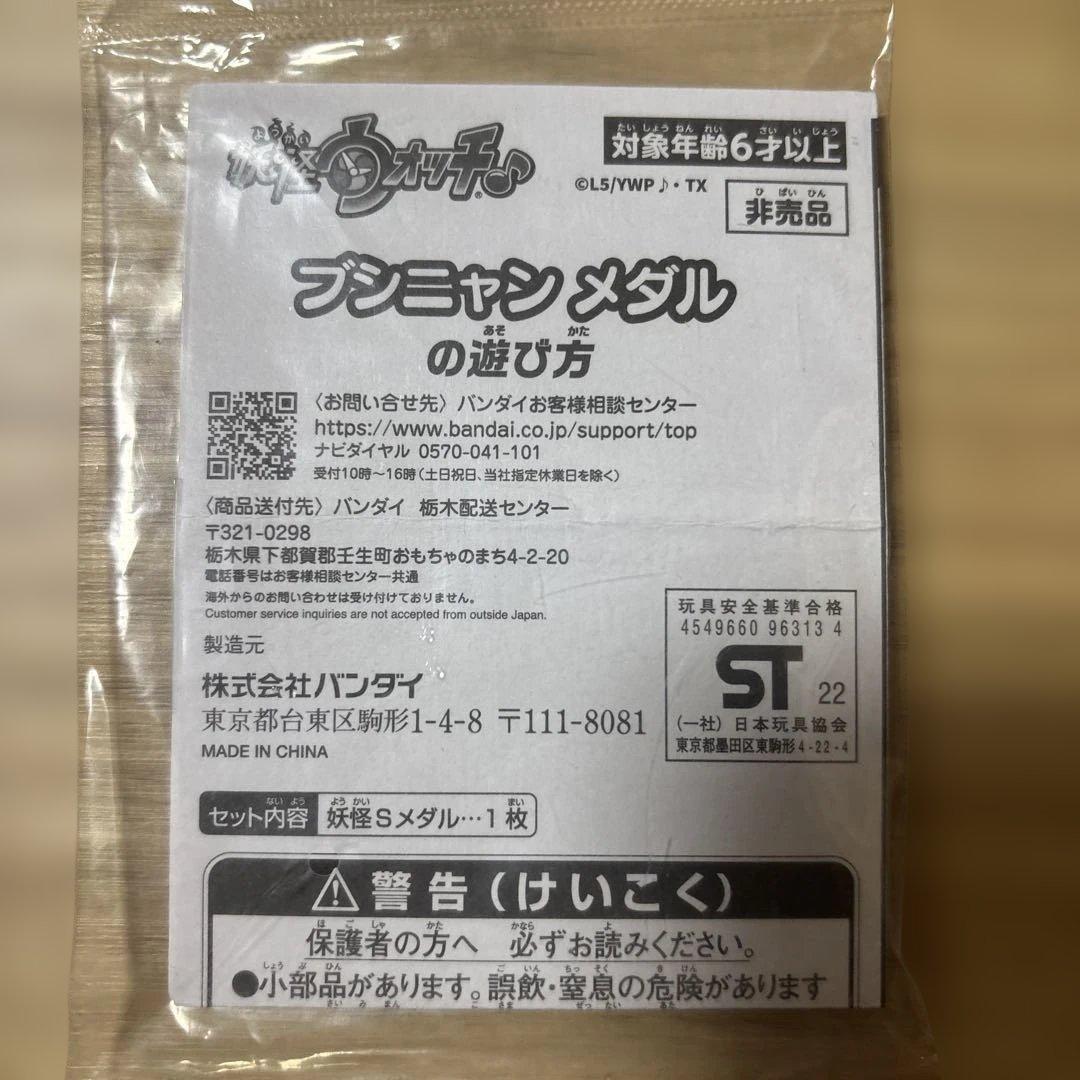 妖怪ウォッチ♪
対象年齢6才以上
©L5/YWP♪・TX
非売品
ブシニャン メダル
の遊び方
〈お問い合せ先〉バンダイお客様相談センター
https://www.bandai.co.jp/support/top
ナビダイヤル 0570-041-101
受付10時～16時（土日祝日、当社指定休業日を除く）
〈商品送付先〉バンダイ 栃木配送センター
〒321-0298
栃木県下都賀郡壬生町おもちゃのまち4-2-20
電話番号はお客様相談センター共通
海外からのお問い合わせは受け付けておりません。
Customer service inquiries are not accepted from outside Japan.
製造元
株式会社バンダイ
東京都台東区駒形1-4-8 〒111-8081
MADE IN CHINA
玩具安全基準合格
4549660 96313 4
ST 22
（一社）日本玩具協会
東京都墨田区東駒形4-22-4
セット内容 妖怪Sメダル…1枚
⚠警告（けいこく）
保護者の方へ 必ずお読みください。
●小部品があります。誤飲・窒息の危険があります